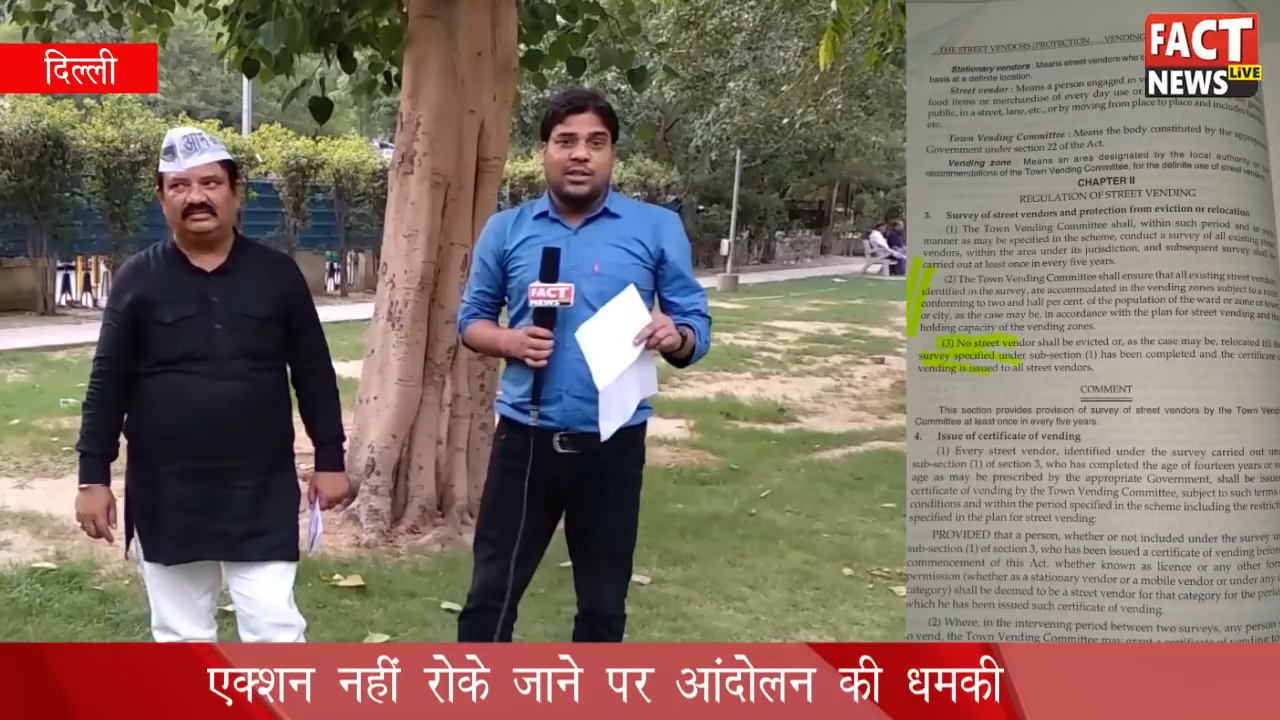 दिल्ली
FACT
NEWS LIVE
FACT
NEWS
THE STREET VENDORS (PROTECTION.....VENDING
Stationary vendors : Means street vendors who
basis at a definite location.
Street vendor : Means a person engaged in
food items or merchandise of every day use or
public, in a street, lane, etc., or by moving from place to place and includes
etc.
Town Vending Committee : Means the body constituted by the
Government under section 22 of the Act.
Vending zone : Means an area designated by the local authority on
recommendations of the Town Vending Committee, for the definite use of street vending.
CHAPTER II
REGULATION OF STREET VENDING
3. Survey of street vendors and protection from eviction or relocation
(1) The Town Vending Committee shall, within such period and in such
manner as may be specified in the scheme, conduct a survey of all existing
vendors, within the area under its jurisdiction, and subsequent survey shall be
carried out at least once in every five years.
(2) The Town Vending Committee shall ensure that all existing street vendors,
identified in the survey, are accommodated in the vending zones subject to a norm
conforming to two and half per cent. of the population of the ward or zone or town
or city, as the case may be, in accordance with the plan for street vending and the
holding capacity of the vending zones.
(3) No street vendor shall be evicted or, as the case may be, relocated till the
survey specified under sub-section (1) has been completed and the certificate
vending is issued to all street vendors.
COMMENT
This section provides provision of survey of street vendors by the Town Vend
Committee at least once in every five years.
4. Issue of certificate of vending
(1) Every street vendor, identified under the survey carried out un
sub-section (1) of section 3, who has completed the age of fourteen years or
age as may be prescribed by the appropriate Government, shall be issue
certificate of vending by the Town Vending Committee, subject to such terms
conditions and within the period specified in the scheme including the restricti
specified in the plan for street vending:
PROVIDED that a person, whether or not included under the survey un
sub-section (1) of section 3, who has been issued a certificate of vending before
commencement of this Act, whether known as licence or any other form
permission (whether as a stationary vendor or a mobile vendor or under any
category) shall be deemed to be a street vendor for that category for the period
which he has been issued such certificate of vending.
(2) Where, in the intervening period between two surveys, any person
o vend, the Town Vending Committee may grant a certificate of vending to
एक्शन नहीं रोके जाने पर आंदोलन की धमकी